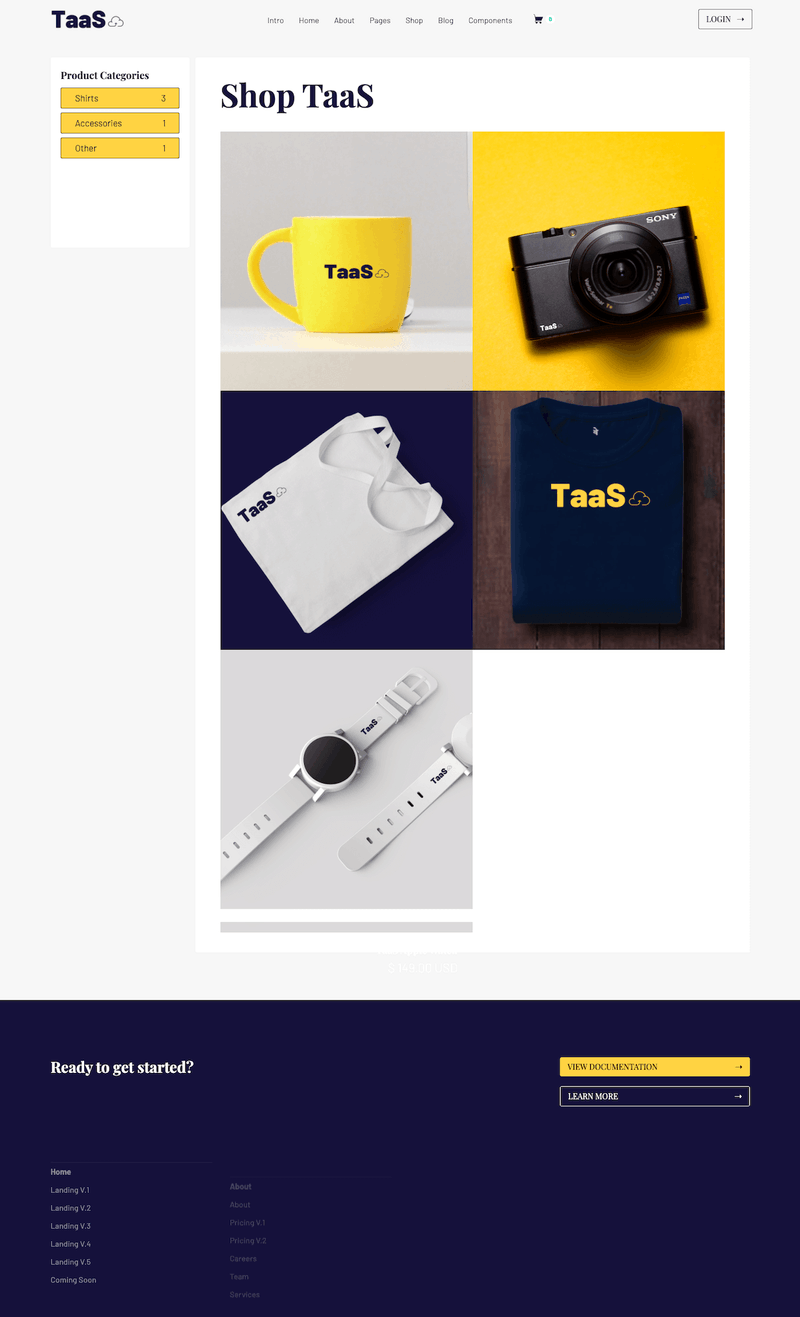 TaaS
Intro Home About Pages Shop Blog Components 0
LOGIN →
Product Categories
Shirts 3
Accessories 1
Other 1
Shop TaaS
TaaS
SONY
TaaS
TaaS
TaaS
TaaS
TaaS
Ready to get started?
VIEW DOCUMENTATION →
LEARN MORE →
Home
Landing V.1
Landing V.2
Landing V.3
Landing V.4
Landing V.5
Coming Soon
About
About
Pricing V.1
Pricing V.2
Careers
Team
Services